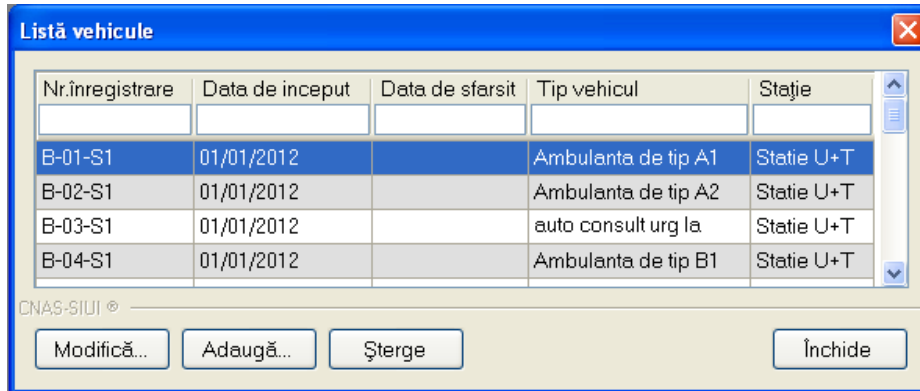 Listă vehicule
Nr.înregistrare Data de inceput Data de sfarsit Tip vehicul Staţie
B-01-S1 01/01/2012 Ambulanta de tip A1 Statie U+T
B-02-S1 01/01/2012 Ambulanta de tip A2 Statie U+T
B-03-S1 01/01/2012 auto consult urg la Statie U+T
B-04-S1 01/01/2012 Ambulanta de tip B1 Statie U+T
CNAS-SIUI ®
Modifică... Adaugă... Şterge Închide